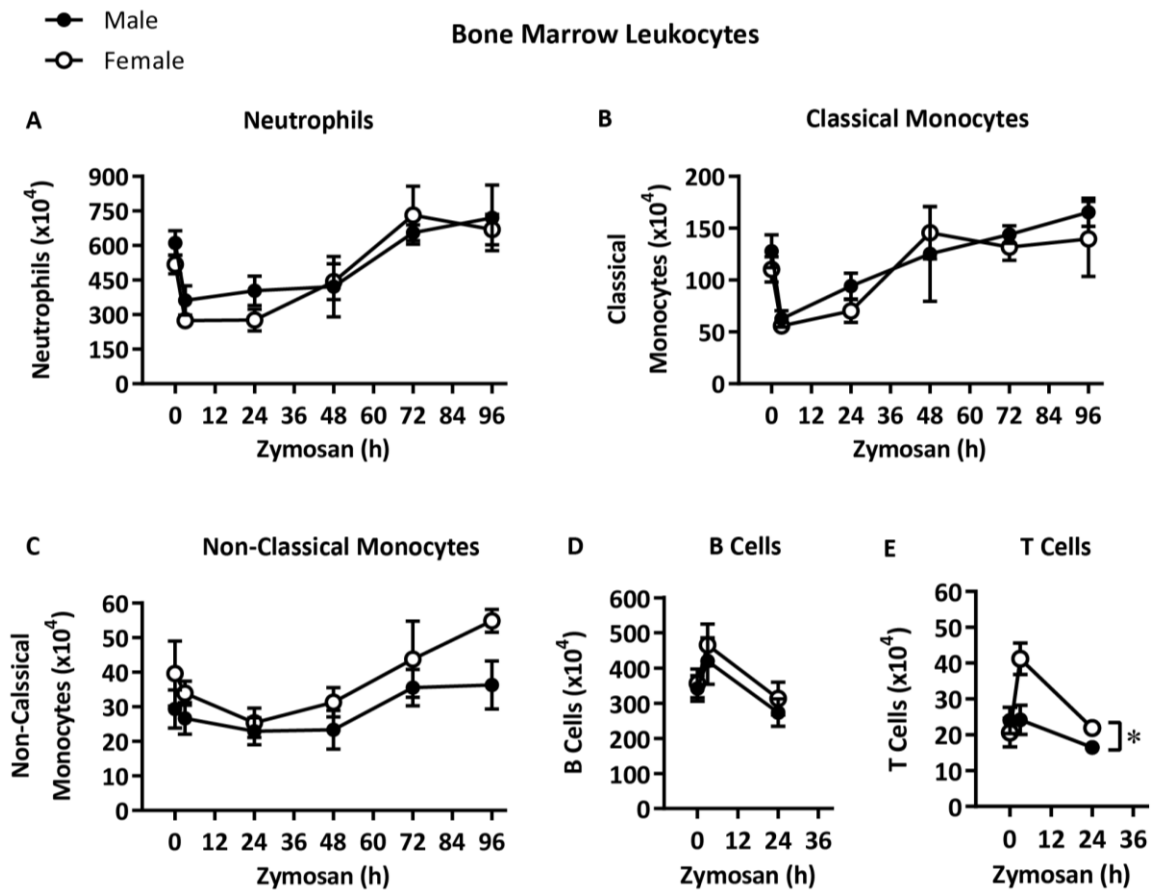 Male
Female
Bone Marrow Leukocytes
A
Neutrophils
Neutrophils (x10⁴)
900
750
600
450
300
150
0
0 12 24 36 48 60 72 84 96
Zymosan (h)
B
Classical Monocytes
Classical
Monocytes (x10⁴)
200
150
100
50
0
0 12 24 36 48 60 72 84 96
Zymosan (h)
C
Non-Classical Monocytes
Non-Calssical
Monocytes (x10⁴)
60
50
40
30
20
10
0
0 12 24 36 48 60 72 84 96
Zymosan (h)
D
B Cells
B Cells (x10⁴)
600
500
400
300
200
100
0
0 12 24 36
Zymosan (h)
E
T Cells
T Cells (x10⁴)
60
50
40
30
20
10
0
0 12 24 36
Zymosan (h)
*